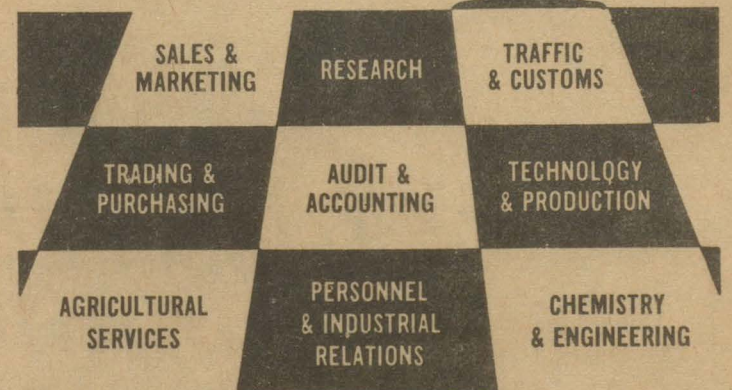 SALES &
MARKETING
RESEARCH
TRAFFIC
& CUSTOMS
TRADING &
PURCHASING
AUDIT &
ACCOUNTING
TECHNOLOGY
& PRODUCTION
AGRICULTURAL
SERVICES
PERSONNEL
& INDUSTRIAL
RELATIONS
CHEMISTRY
& ENGINEERING